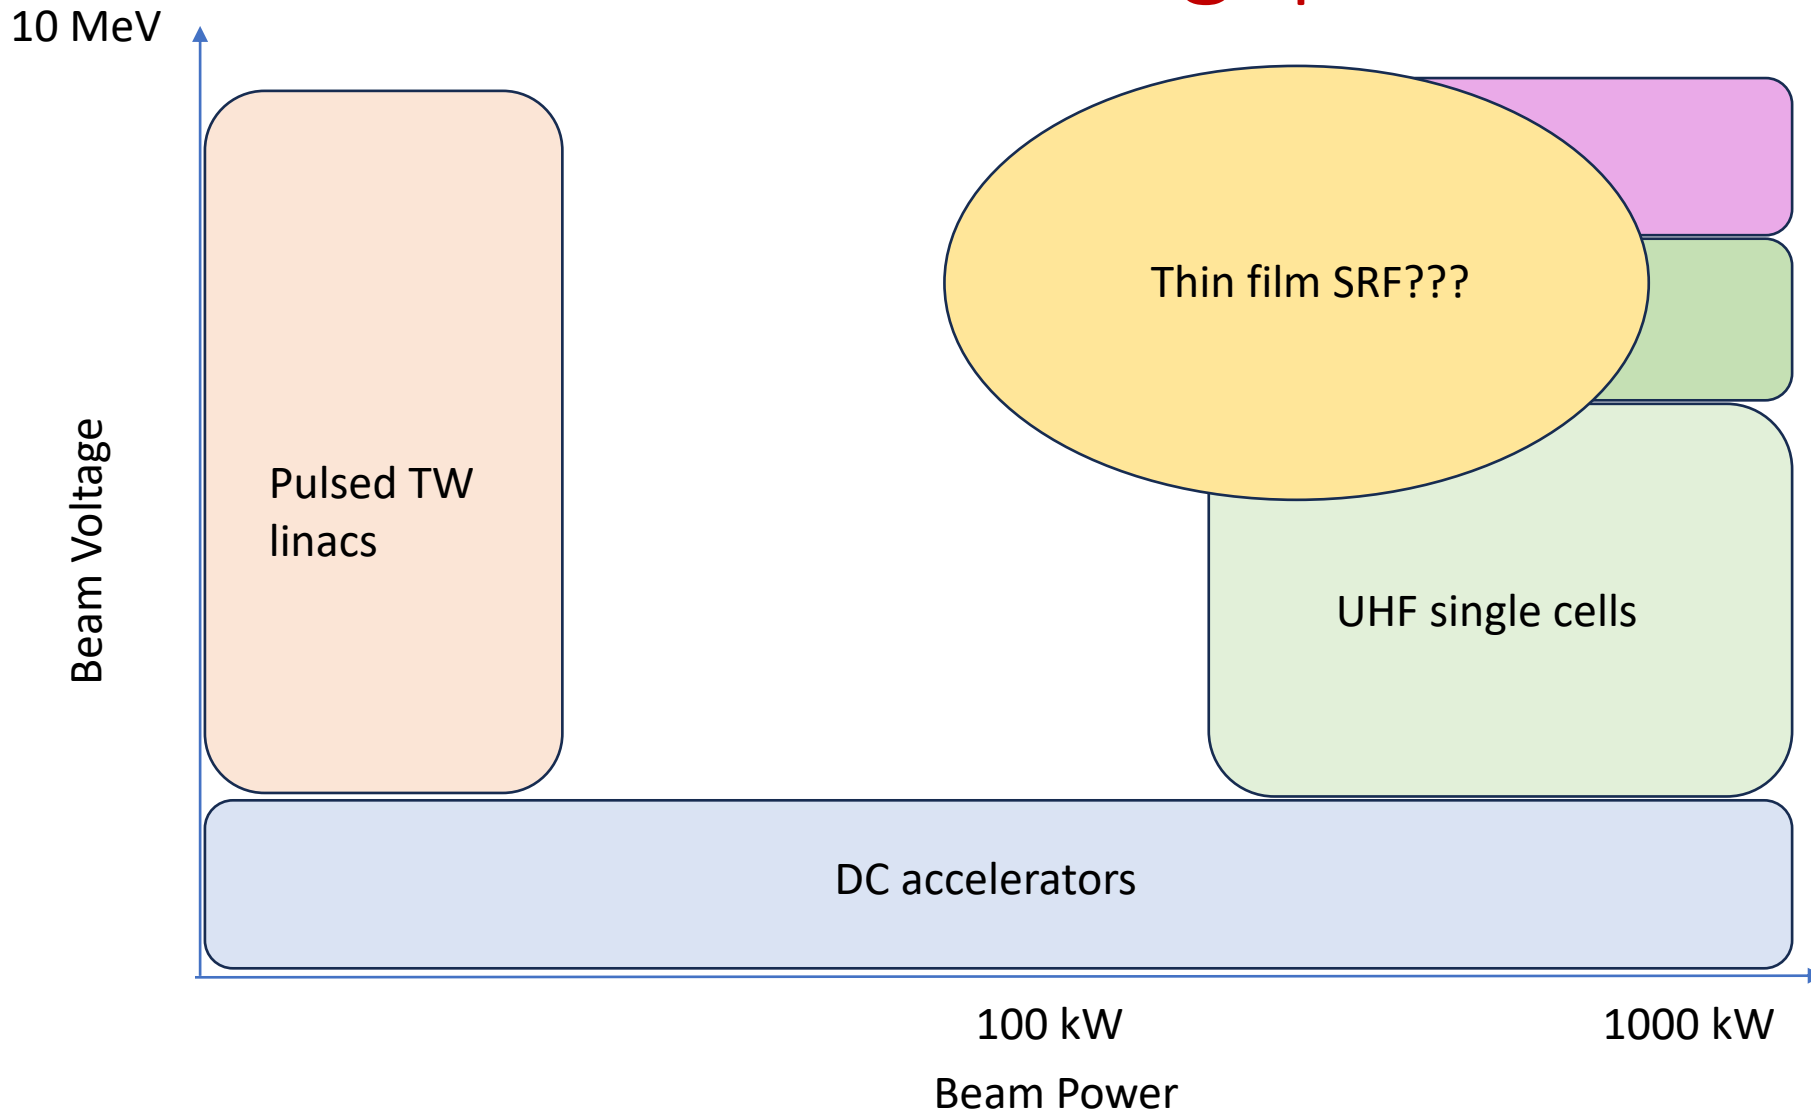 10 MeV
Thin film SRF???
Beam Voltage
Pulsed TW
linacs
UHF single cells
DC accelerators
100 kW
1000 kW
Beam Power